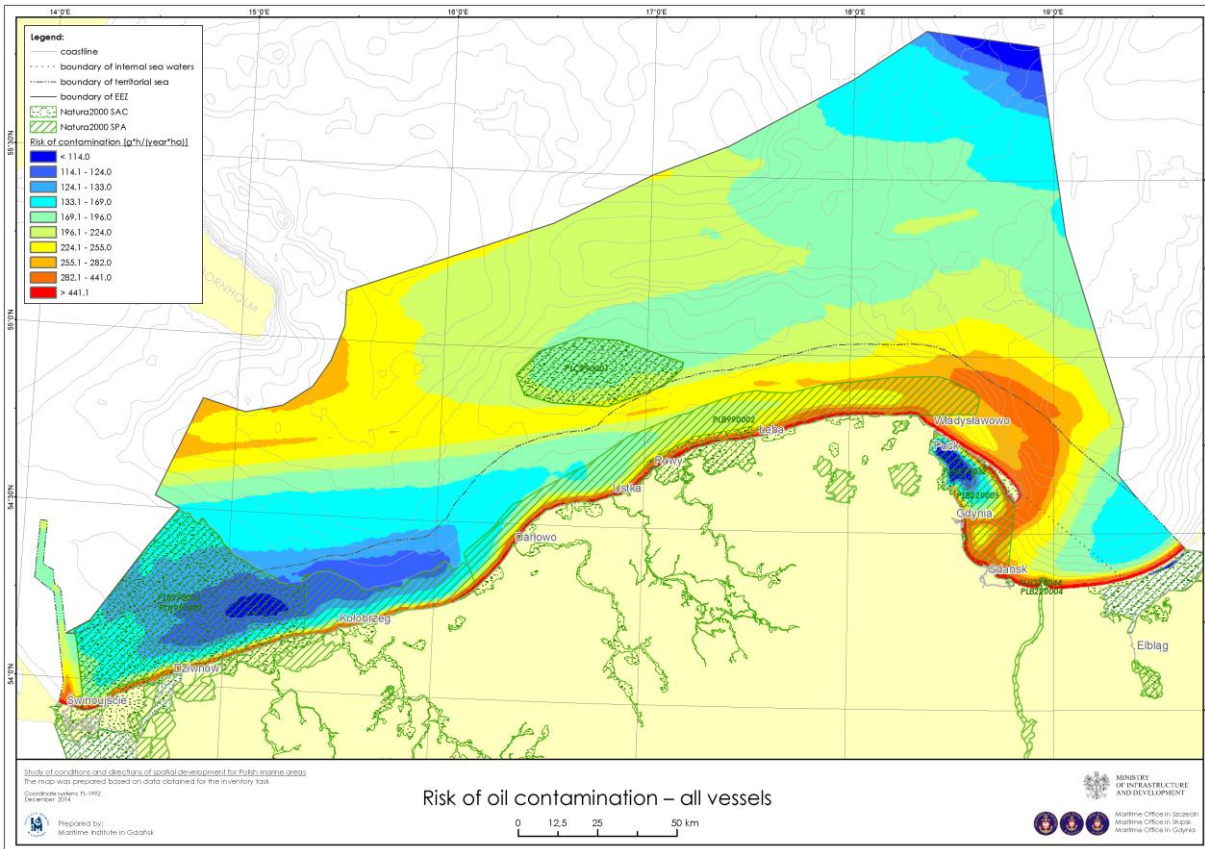 14°0'E 15°0'E 16°0'E 17°0'E 18°0'E 19°0'E
Legend:
coastline
boundary of internal sea waters
boundary of territorial sea
boundary of EEZ
Natura2000 SAC
Natura2000 SPA
Risk of contamination [g*h/(year*ha)]
< 114.0
114.1 - 124.0
124.1 - 133.0
133.1 - 169.0
169.1 - 196.0
196.1 - 224.0
224.1 - 255.0
255.1 - 282.0
282.1 - 441.0
> 441.1
55°30'N
BORNHOLM
55°0'N
PLC990001
PLB990002
Władysławowo
Łeba
Puck
Rowy
54°30'N
Ustka
PLB220005
Gdynia
Darłowo
Gdańsk
PLB220004
Kołobrzeg
Elbląg
54°0'N
Dziwnów
Świnoujście
Study of conditions and directions of spatial development for Polish marine areas
The map was prepared based on data obtained for the inventory task
Coordinate system: PL-1992
December 2014
Prepared by:
Maritime Institute in Gdańsk
Risk of oil contamination – all vessels
0 12,5 25 50 km
MINISTRY
OF INFRASTRUCTURE
AND DEVELOPMENT
Maritime Office in Szczecin
Maritime Office in Słupsk
Maritime Office in Gdynia